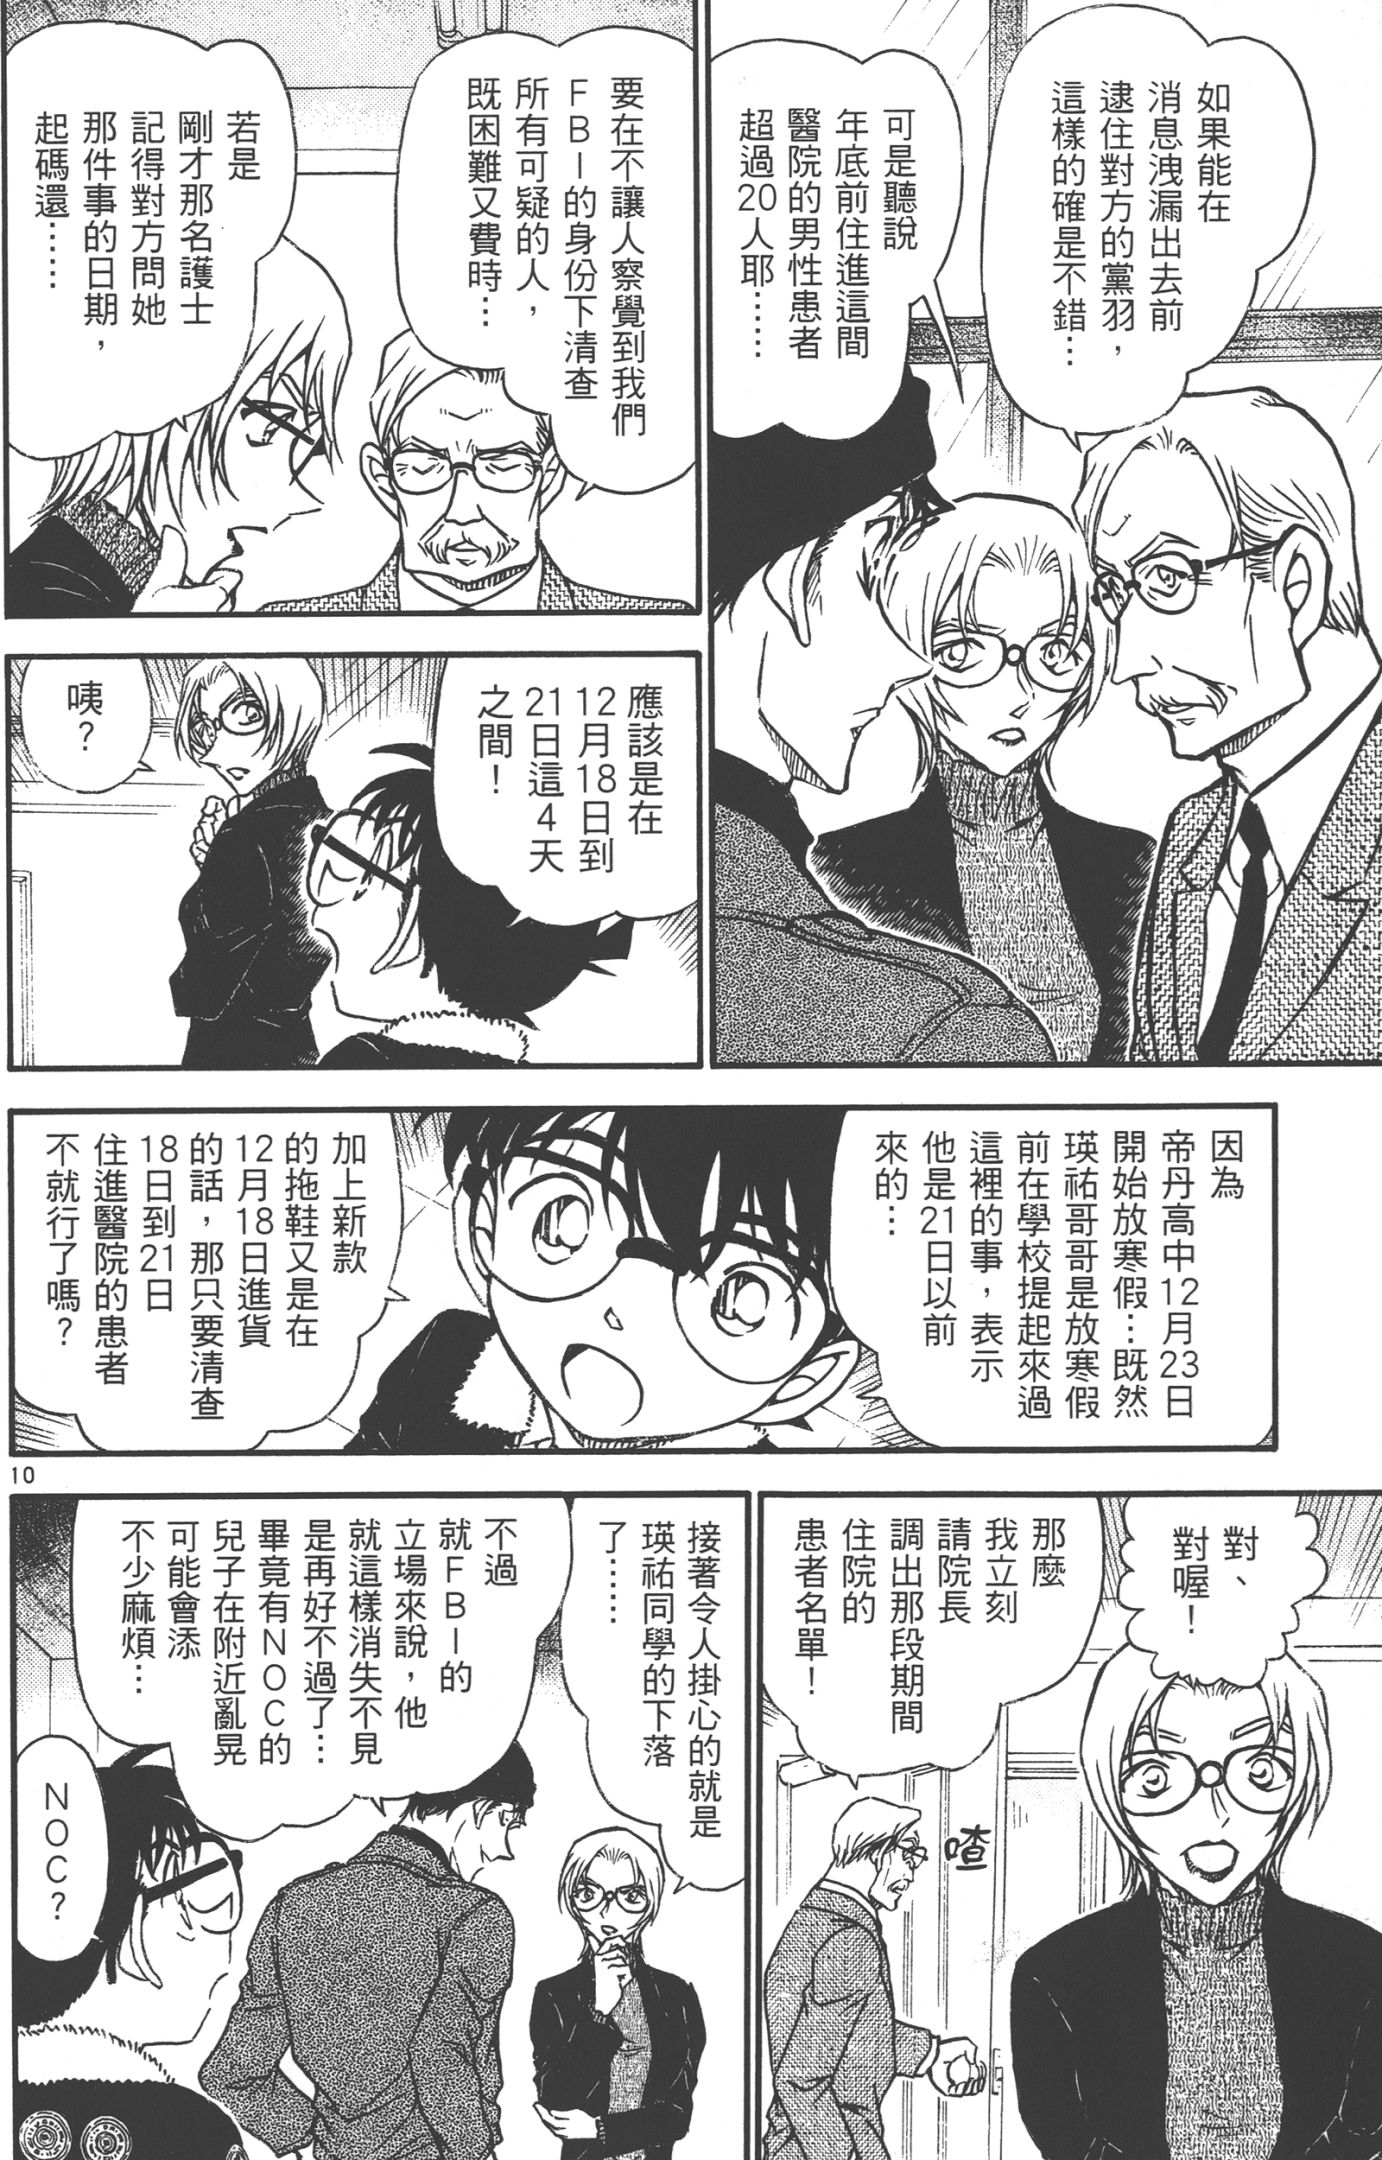 如果能在
消息洩漏出去前
逮住對方的黨羽，
這樣的確是不錯…
可是聽說
年底前住進這間
醫院的男性患者
超過20人耶……
要在不讓人察覺到我們
FBI的身份下清查
所有可疑的人，
既困難又費時…
若是
剛才那名護士
記得對方問她
那件事的日期，
起碼還……
應該是在
12月18日到
21日這4天
之間！
咦？
因為
帝丹高中12月23日
開始放寒假…既然
瑛祐哥哥是放寒假
前在學校提起來過
這裡的事，表示
他是21日以前
來的…
加上新款
的拖鞋又是在
12月18日進貨
的話，那只要清查
18日到21日
住進醫院的患者
不就行了嗎？
10
對、
對喔！
那麼
我立刻
請院長
調出那段期間
住院的
患者名單！
喳
接著令人掛心的就是
瑛祐同學的下落
了……
不過
就FBI的
立場來說，他
就這樣消失不見
是再好不過了…
畢竟有NOC的
兒子在附近亂晃
可能會添
不少麻煩…
NOC？